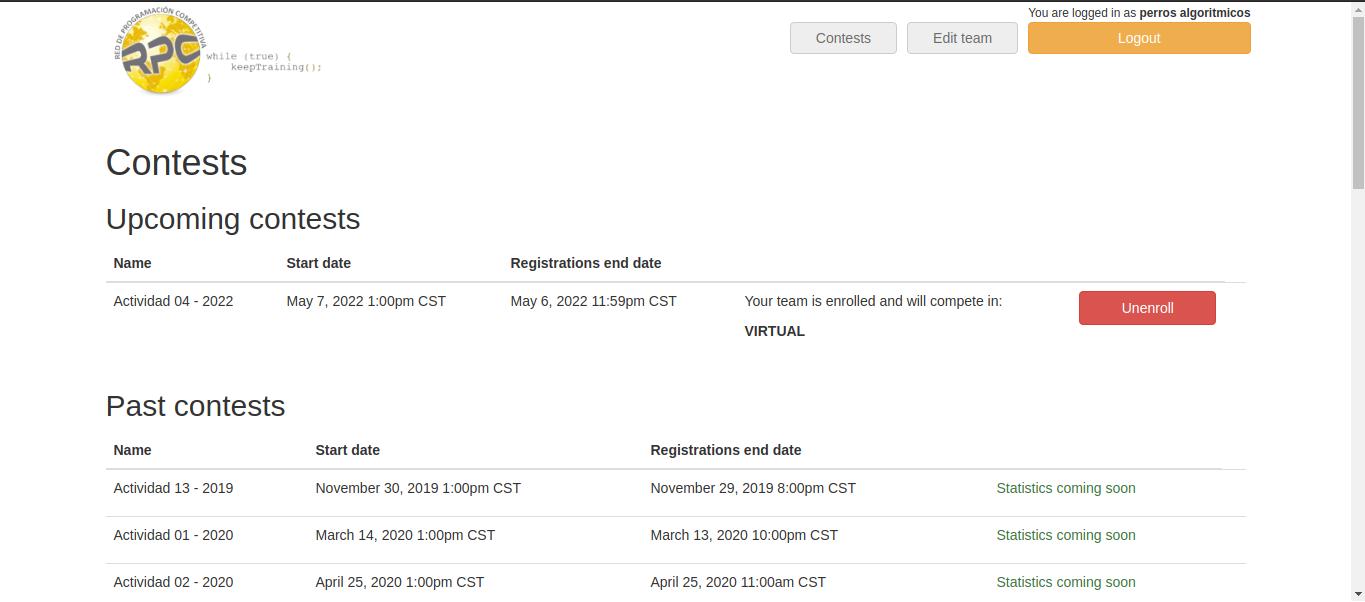 You are logged in as perros algoritmicos
RED DE PROGRAMACIÓN COMPETITIVA
RPC
while (true) {
keepTraining();
}
Contests Edit team Logout
Contests
Upcoming contests
Name Start date Registrations end date
Actividad 04 - 2022 May 7, 2022 1:00pm CST May 6, 2022 11:59pm CST Your team is enrolled and will compete in: Unenroll
VIRTUAL
Past contests
Name Start date Registrations end date
Actividad 13 - 2019 November 30, 2019 1:00pm CST November 29, 2019 8:00pm CST Statistics coming soon
Actividad 01 - 2020 March 14, 2020 1:00pm CST March 13, 2020 10:00pm CST Statistics coming soon
Actividad 02 - 2020 April 25, 2020 1:00pm CST April 25, 2020 11:00am CST Statistics coming soon